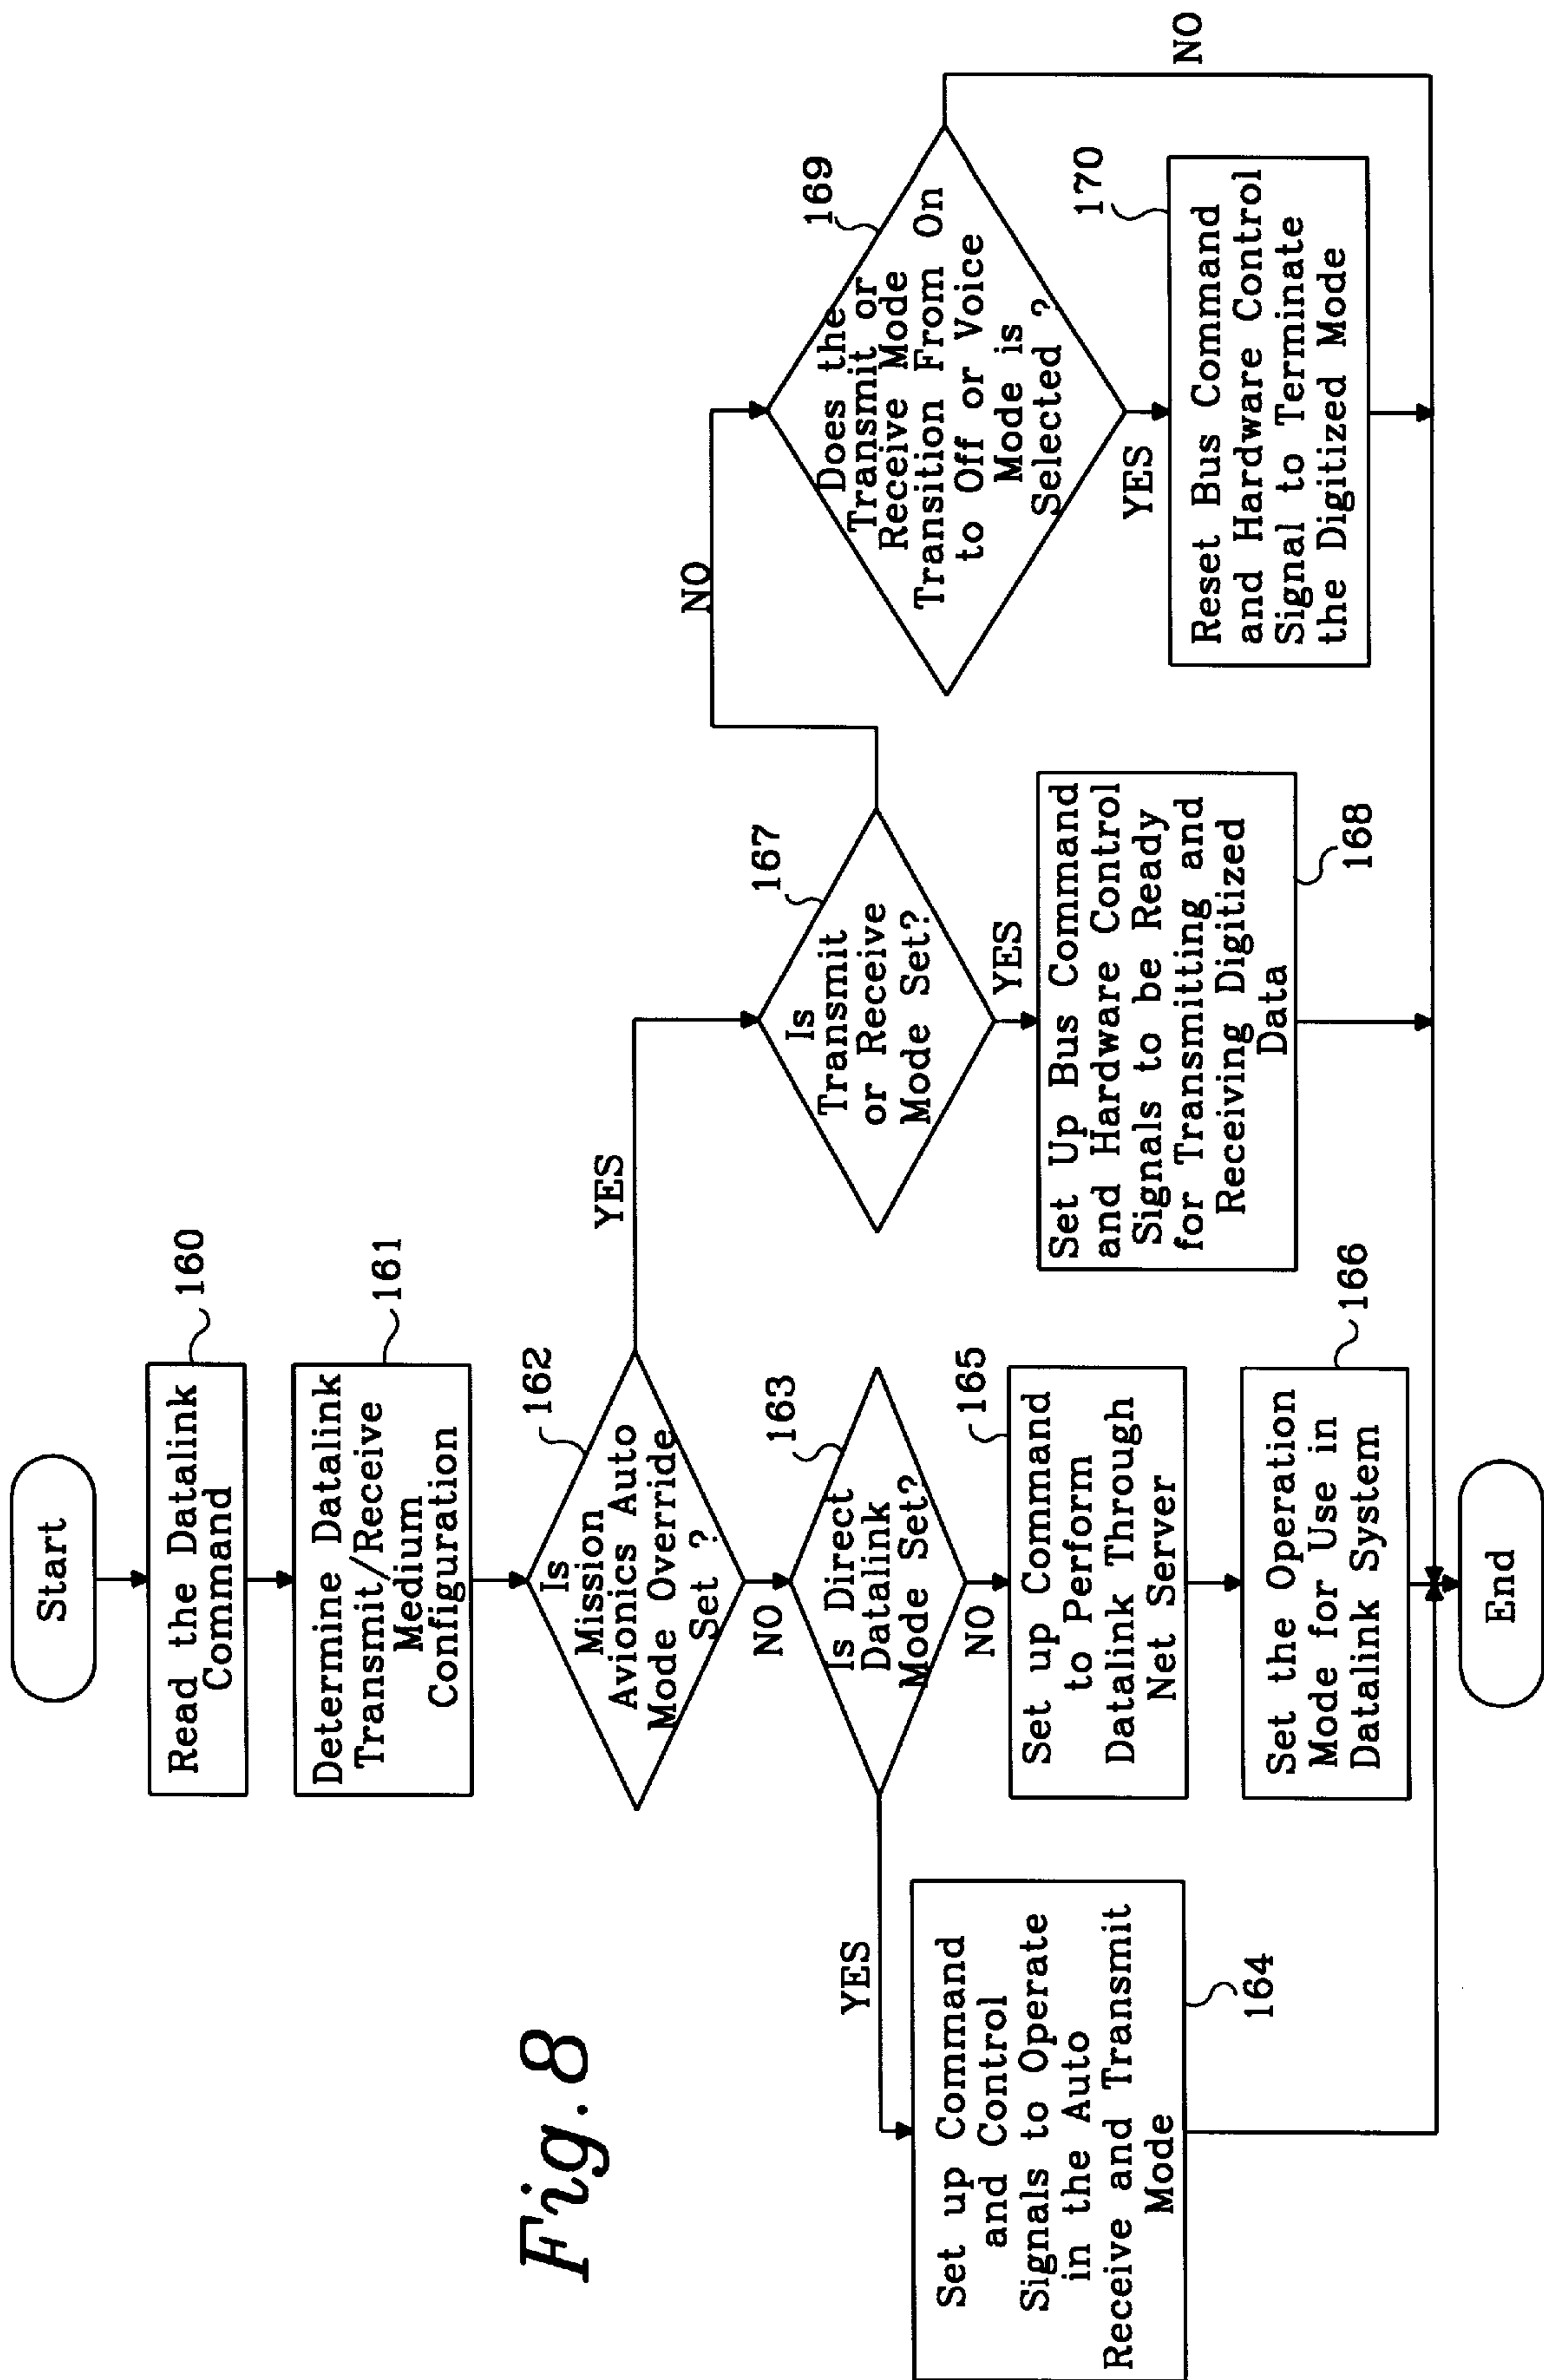 Start
Read the Datalink
Command
160
Determine Datalink
Transmit/Receive
Medium
Configuration
161
Is
Mission
Avionics Auto
Mode Override
Set ?
162
YES
NO
Is Direct
Datalink
Mode Set?
163
YES
NO
Set up Command
and Control
Signals to Operate
in the Auto
Receive and Transmit
Mode
164
Set up Command
to Perform
Datalink Through
Net Server
165
Set the Operation
Mode for Use in
Datalink System
166
Is
Transmit
or Receive
Mode Set?
167
NO
YES
Set Up Bus Command
and Hardware Control
Signals to be Ready
for Transmitting and
Receiving Digitized
Data
168
Does the
Transmit or
Receive Mode
Transition From On
to Off or Voice
Mode is
Selected ?
169
NO
YES
Reset Bus Command
and Hardware Control
Signal to Terminate
the Digitized Mode
170
End
Fig. 8